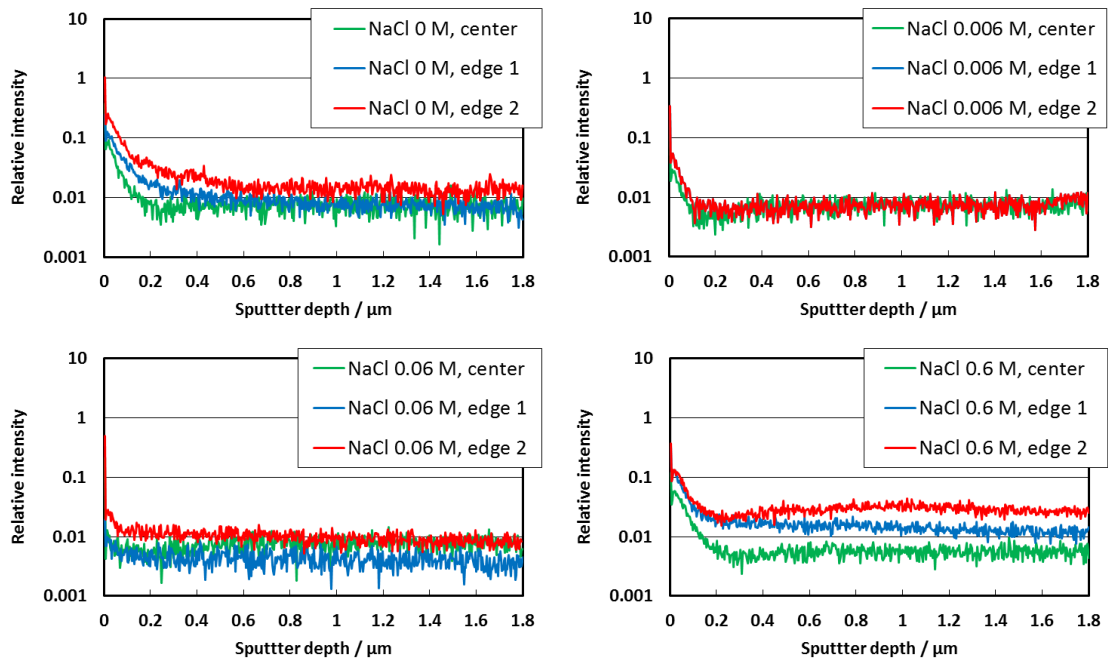 10
1
0.1
0.01
0.001
Relative intensity
NaCl 0 M, center
NaCl 0 M, edge 1
NaCl 0 M, edge 2
0 0.2 0.4 0.6 0.8 1 1.2 1.4 1.6 1.8
Sputtter depth / μm
10
1
0.1
0.01
0.001
Relative intensity
NaCl 0.006 M, center
NaCl 0.006 M, edge 1
NaCl 0.006 M, edge 2
0 0.2 0.4 0.6 0.8 1 1.2 1.4 1.6 1.8
Sputtter depth / μm
10
1
0.1
0.01
0.001
Relative intensity
NaCl 0.06 M, center
NaCl 0.06 M, edge 1
NaCl 0.06 M, edge 2
0 0.2 0.4 0.6 0.8 1 1.2 1.4 1.6 1.8
Sputtter depth / μm
10
1
0.1
0.01
0.001
Relative intensity
NaCl 0.6 M, center
NaCl 0.6 M, edge 1
NaCl 0.6 M, edge 2
0 0.2 0.4 0.6 0.8 1 1.2 1.4 1.6 1.8
Sputtter depth / μm